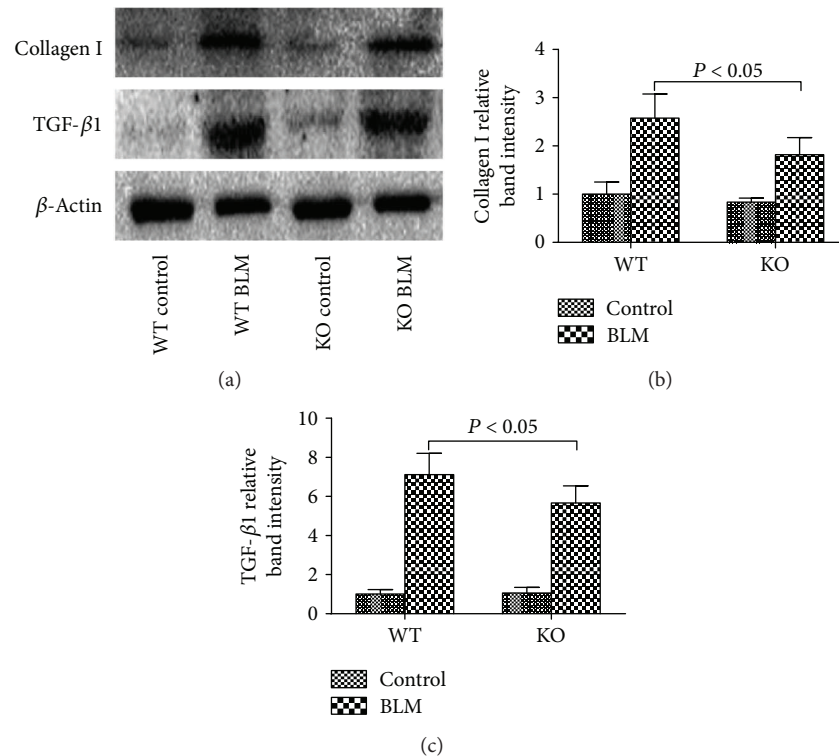 Collagen I
TGF-β1
β-Actin
WT control
WT BLM
KO control
KO BLM
(a)
Collagen I relative
band intensity
4
3
2
1
0
P < 0.05
WT
KO
Control
BLM
(b)
TGF-β1 relative
band intensity
10
8
6
4
2
0
P < 0.05
WT
KO
Control
BLM
(c)